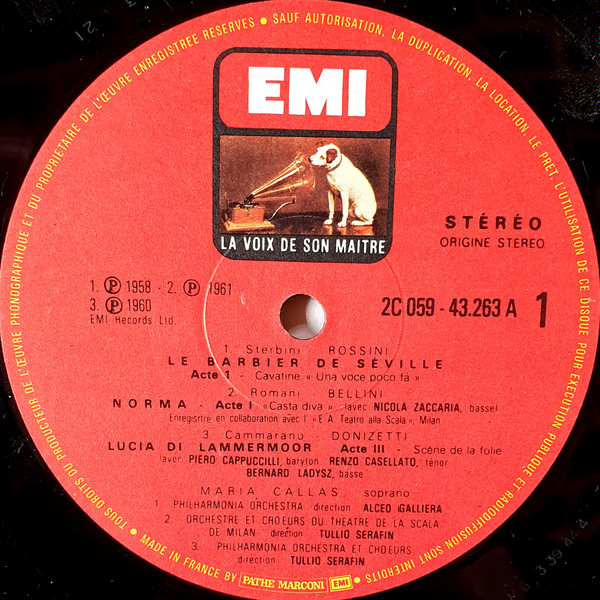 TOUS DROITS DU PRODUCTEUR DE L'ŒUVRE PHONOGRAPHIQUE ET DU PROPRIETAIRE DE L'ŒUVRE ENREGISTREE RESERVES • SAUF AUTORISATION, LA DUPLICATION, LA LOCATION, LE PRET, L'UTILISATION DE CE DISQUE POUR EXECUTION PUBLIQUE ET RADIODIFFUSION SONT INTERDITS •
EMI
LA VOIX DE SON MAITRE
STÉRÉO
ORIGINE STEREO
1. Ⓟ 1958 - 2. Ⓟ 1961
3. Ⓟ 1960
EMI Records Ltd.
2C 059 - 43.263 A 1
1. Sterbini ROSSINI
LE BARBIER DE SÉVILLE
Acte 1 - Cavatine « Una voce poco fà »
2. Romani BELLINI
NORMA - Acte I «Casta diva» (avec NICOLA ZACCARIA, basse)
Enregistrée en collaboration avec l' «E.A. Teatro alla Scala», Milan
3. Cammarano DONIZETTI
LUCIA DI LAMMERMOOR Acte III - Scène de la folie
(avec PIERO CAPPUCCILLI, baryton RENZO CASELLATO, ténor
BERNARD LADYSZ, basse)
MARIA CALLAS, soprano
1. PHILHARMONIA ORCHESTRA direction ALCEO GALLIERA
2. ORCHESTRE ET CHŒURS DU THEATRE DE LA SCALA
DE MILAN direction TULLIO SERAFIN
3. PHILHARMONIA ORCHESTRA ET CHŒURS
direction TULLIO SERAFIN
MADE IN FRANCE BY PATHE MARCONI EMI